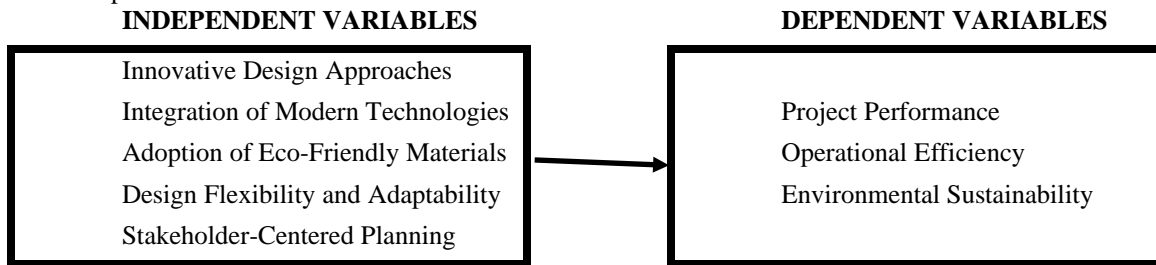 INDEPENDENT VARIABLES
DEPENDENT VARIABLES
Innovative Design Approaches
Integration of Modern Technologies
Adoption of Eco-Friendly Materials
Design Flexibility and Adaptability
Stakeholder-Centered Planning
Project Performance
Operational Efficiency
Environmental Sustainability